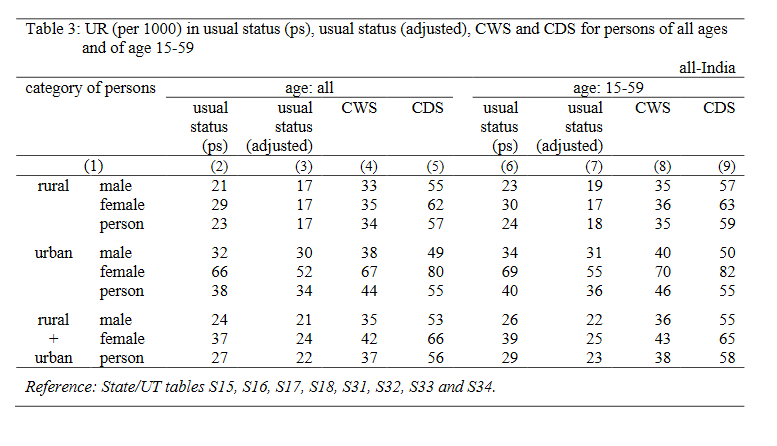 Table 3: UR (per 1000) in usual status (ps), usual status (adjusted), CWS and CDS for persons of all ages
and of age 15-59
all-India
category of persons age: all age: 15-59
usual usual CWS CDS usual usual CWS CDS
status status status status
(ps) (adjusted) (ps) (adjusted)
(1) (2) (3) (4) (5) (6) (7) (8) (9)
rural male 21 17 33 55 23 19 35 57
female 29 17 35 62 30 17 36 63
person 23 17 34 57 24 18 35 59
urban male 32 30 38 49 34 31 40 50
female 66 52 67 80 69 55 70 82
person 38 34 44 55 40 36 46 55
rural male 24 21 35 53 26 22 36 55
+ female 37 24 42 66 39 25 43 65
urban person 27 22 37 56 29 23 38 58
Reference: State/UT tables S15, S16, S17, S18, S31, S32, S33 and S34.